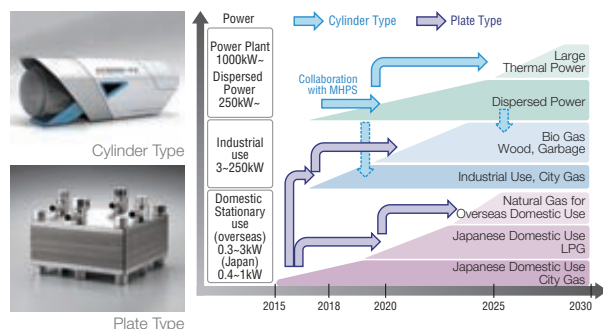 Cylinder Type
Plate Type
Power
Cylinder Type
Plate Type
Power Plant
1000kW~
Dispersed
Power
250kW~
Industrial
use
3~250kW
Domestic
Stationary
use
(overseas)
0.3~3kW
(Japan)
0.4~1kW
Collaboration
with MHPS
Large
Thermal Power
Dispersed Power
Bio Gas
Wood, Garbage
Industrial Use, City Gas
Natural Gas for
Overseas Domestic Use
Japanese Domestic Use
LPG
Japanese Domestic Use
City Gas
2015
2018
2020
2025
2030